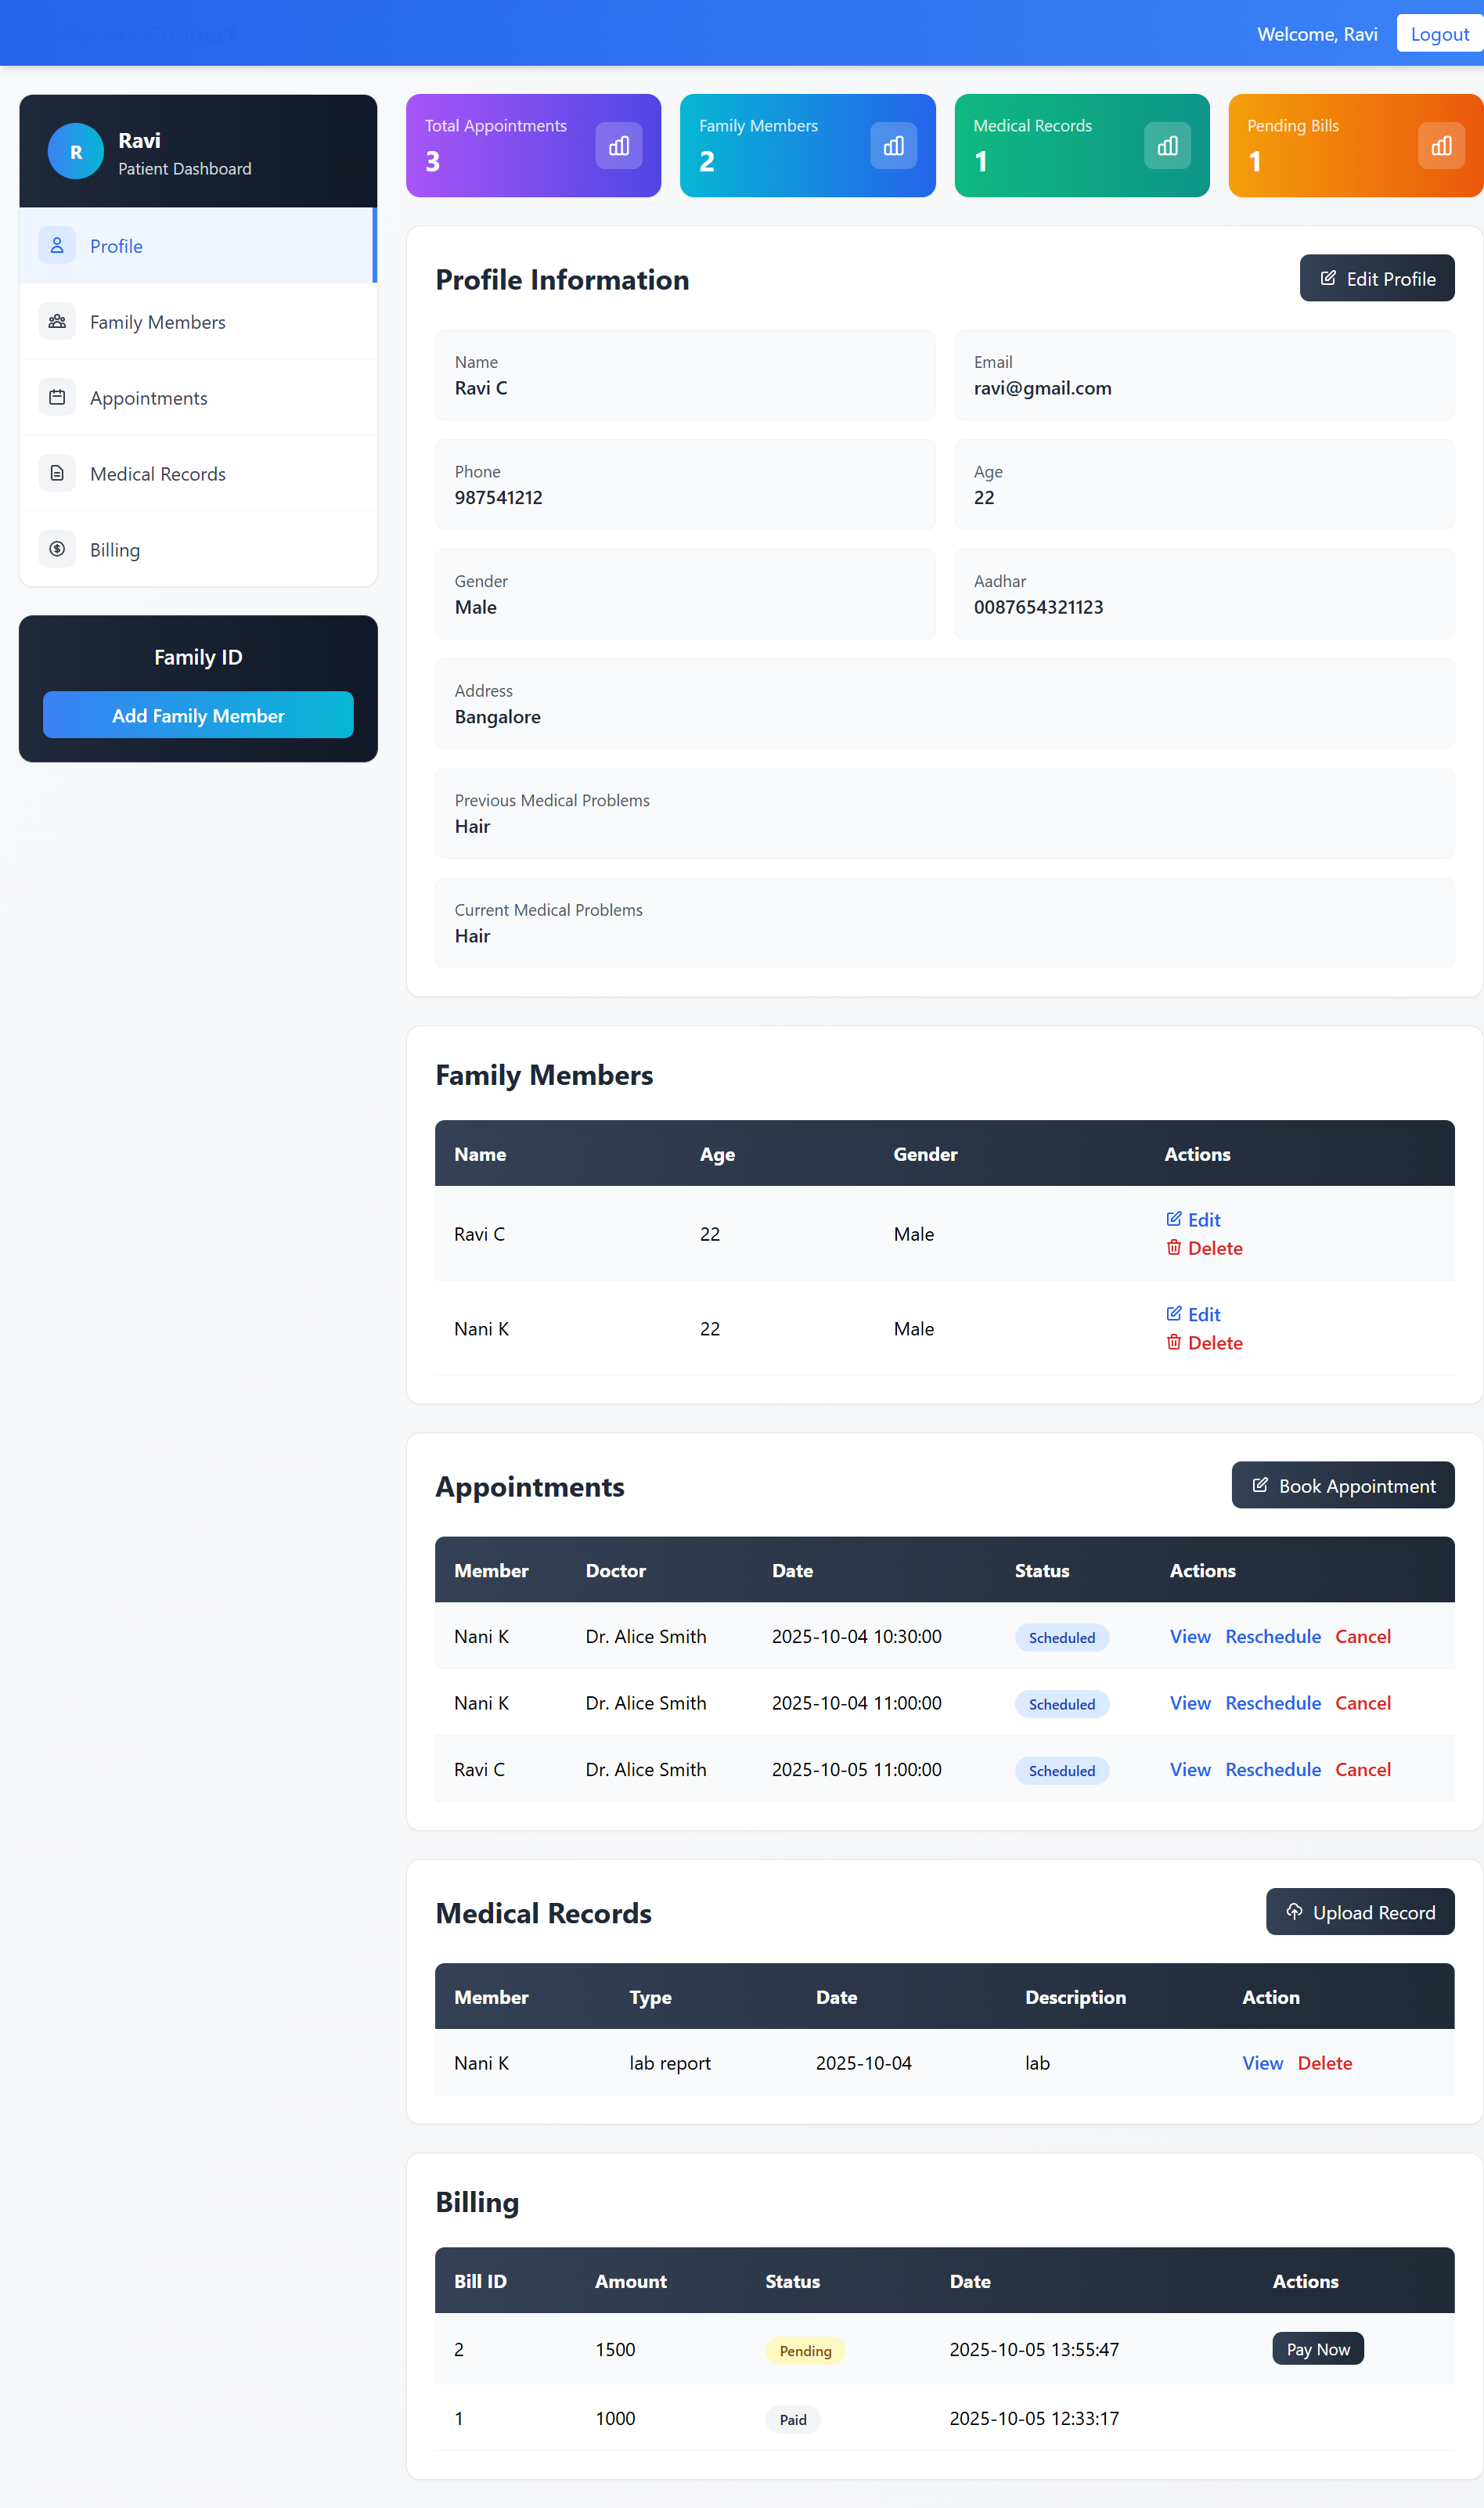 Connect
Welcome, Ravi
Logout
R
Ravi
Patient Dashboard
Profile
Family Members
Appointments
Medical Records
Billing
Family ID
Add Family Member
Total Appointments
3
Family Members
2
Medical Records
1
Pending Bills
1
Profile Information
Edit Profile
Name
Ravi C
Email
ravi@gmail.com
Phone
987541212
Age
22
Gender
Male
Aadhar
0087654321123
Address
Bangalore
Previous Medical Problems
Hair
Current Medical Problems
Hair
Family Members
Name Age Gender Actions
Ravi C 22 Male Edit
Delete
Nani K 22 Male Edit
Delete
Appointments
Book Appointment
Member Doctor Date Status Actions
Nani K Dr. Alice Smith 2025-10-04 10:30:00 Scheduled View Reschedule Cancel
Nani K Dr. Alice Smith 2025-10-04 11:00:00 Scheduled View Reschedule Cancel
Ravi C Dr. Alice Smith 2025-10-05 11:00:00 Scheduled View Reschedule Cancel
Medical Records
Upload Record
Member Type Date Description Action
Nani K lab report 2025-10-04 lab View Delete
Billing
Bill ID Amount Status Date Actions
2 1500 Pending 2025-10-05 13:55:47 Pay Now
1 1000 Paid 2025-10-05 12:33:17